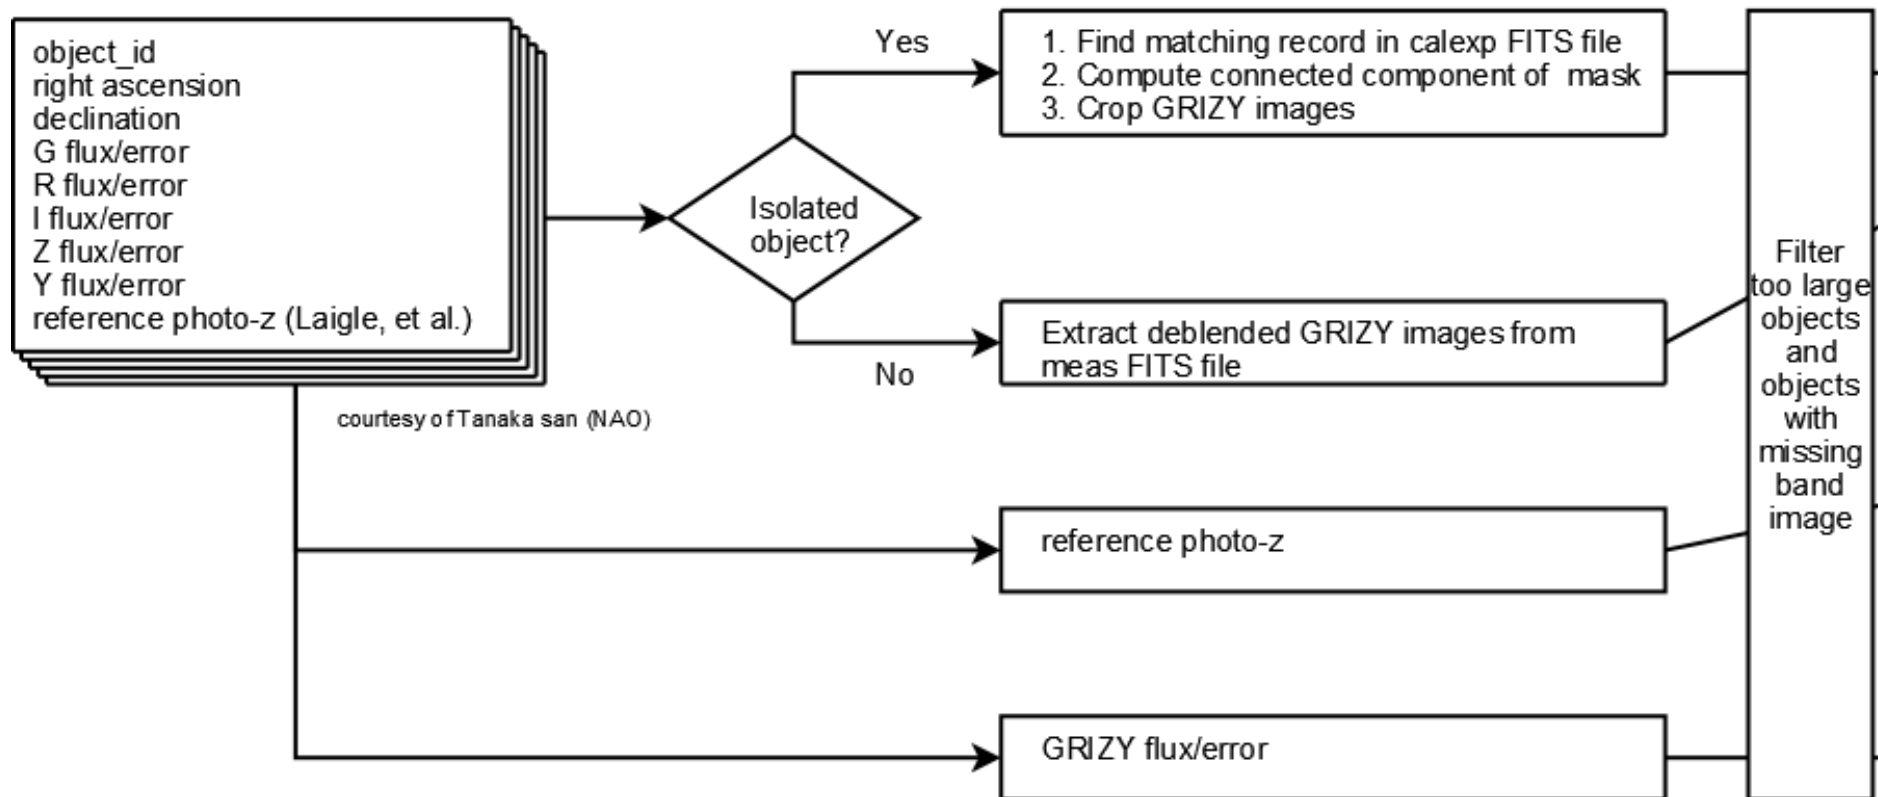 object_id
right ascension
declination
G flux/error
R flux/error
I flux/error
Z flux/error
Y flux/error
reference photo-z (Laigle, et al.)
courtesy of Tanaka san (NAO)
Isolated
object?
Yes
No
1. Find matching record in calexp FITS file
2. Compute connected component of mask
3. Crop GRIZY images
Extract deblended GRIZY images from
meas FITS file
reference photo-z
GRIZY flux/error
Filter
too large
objects
and
objects
with
missing
band
image